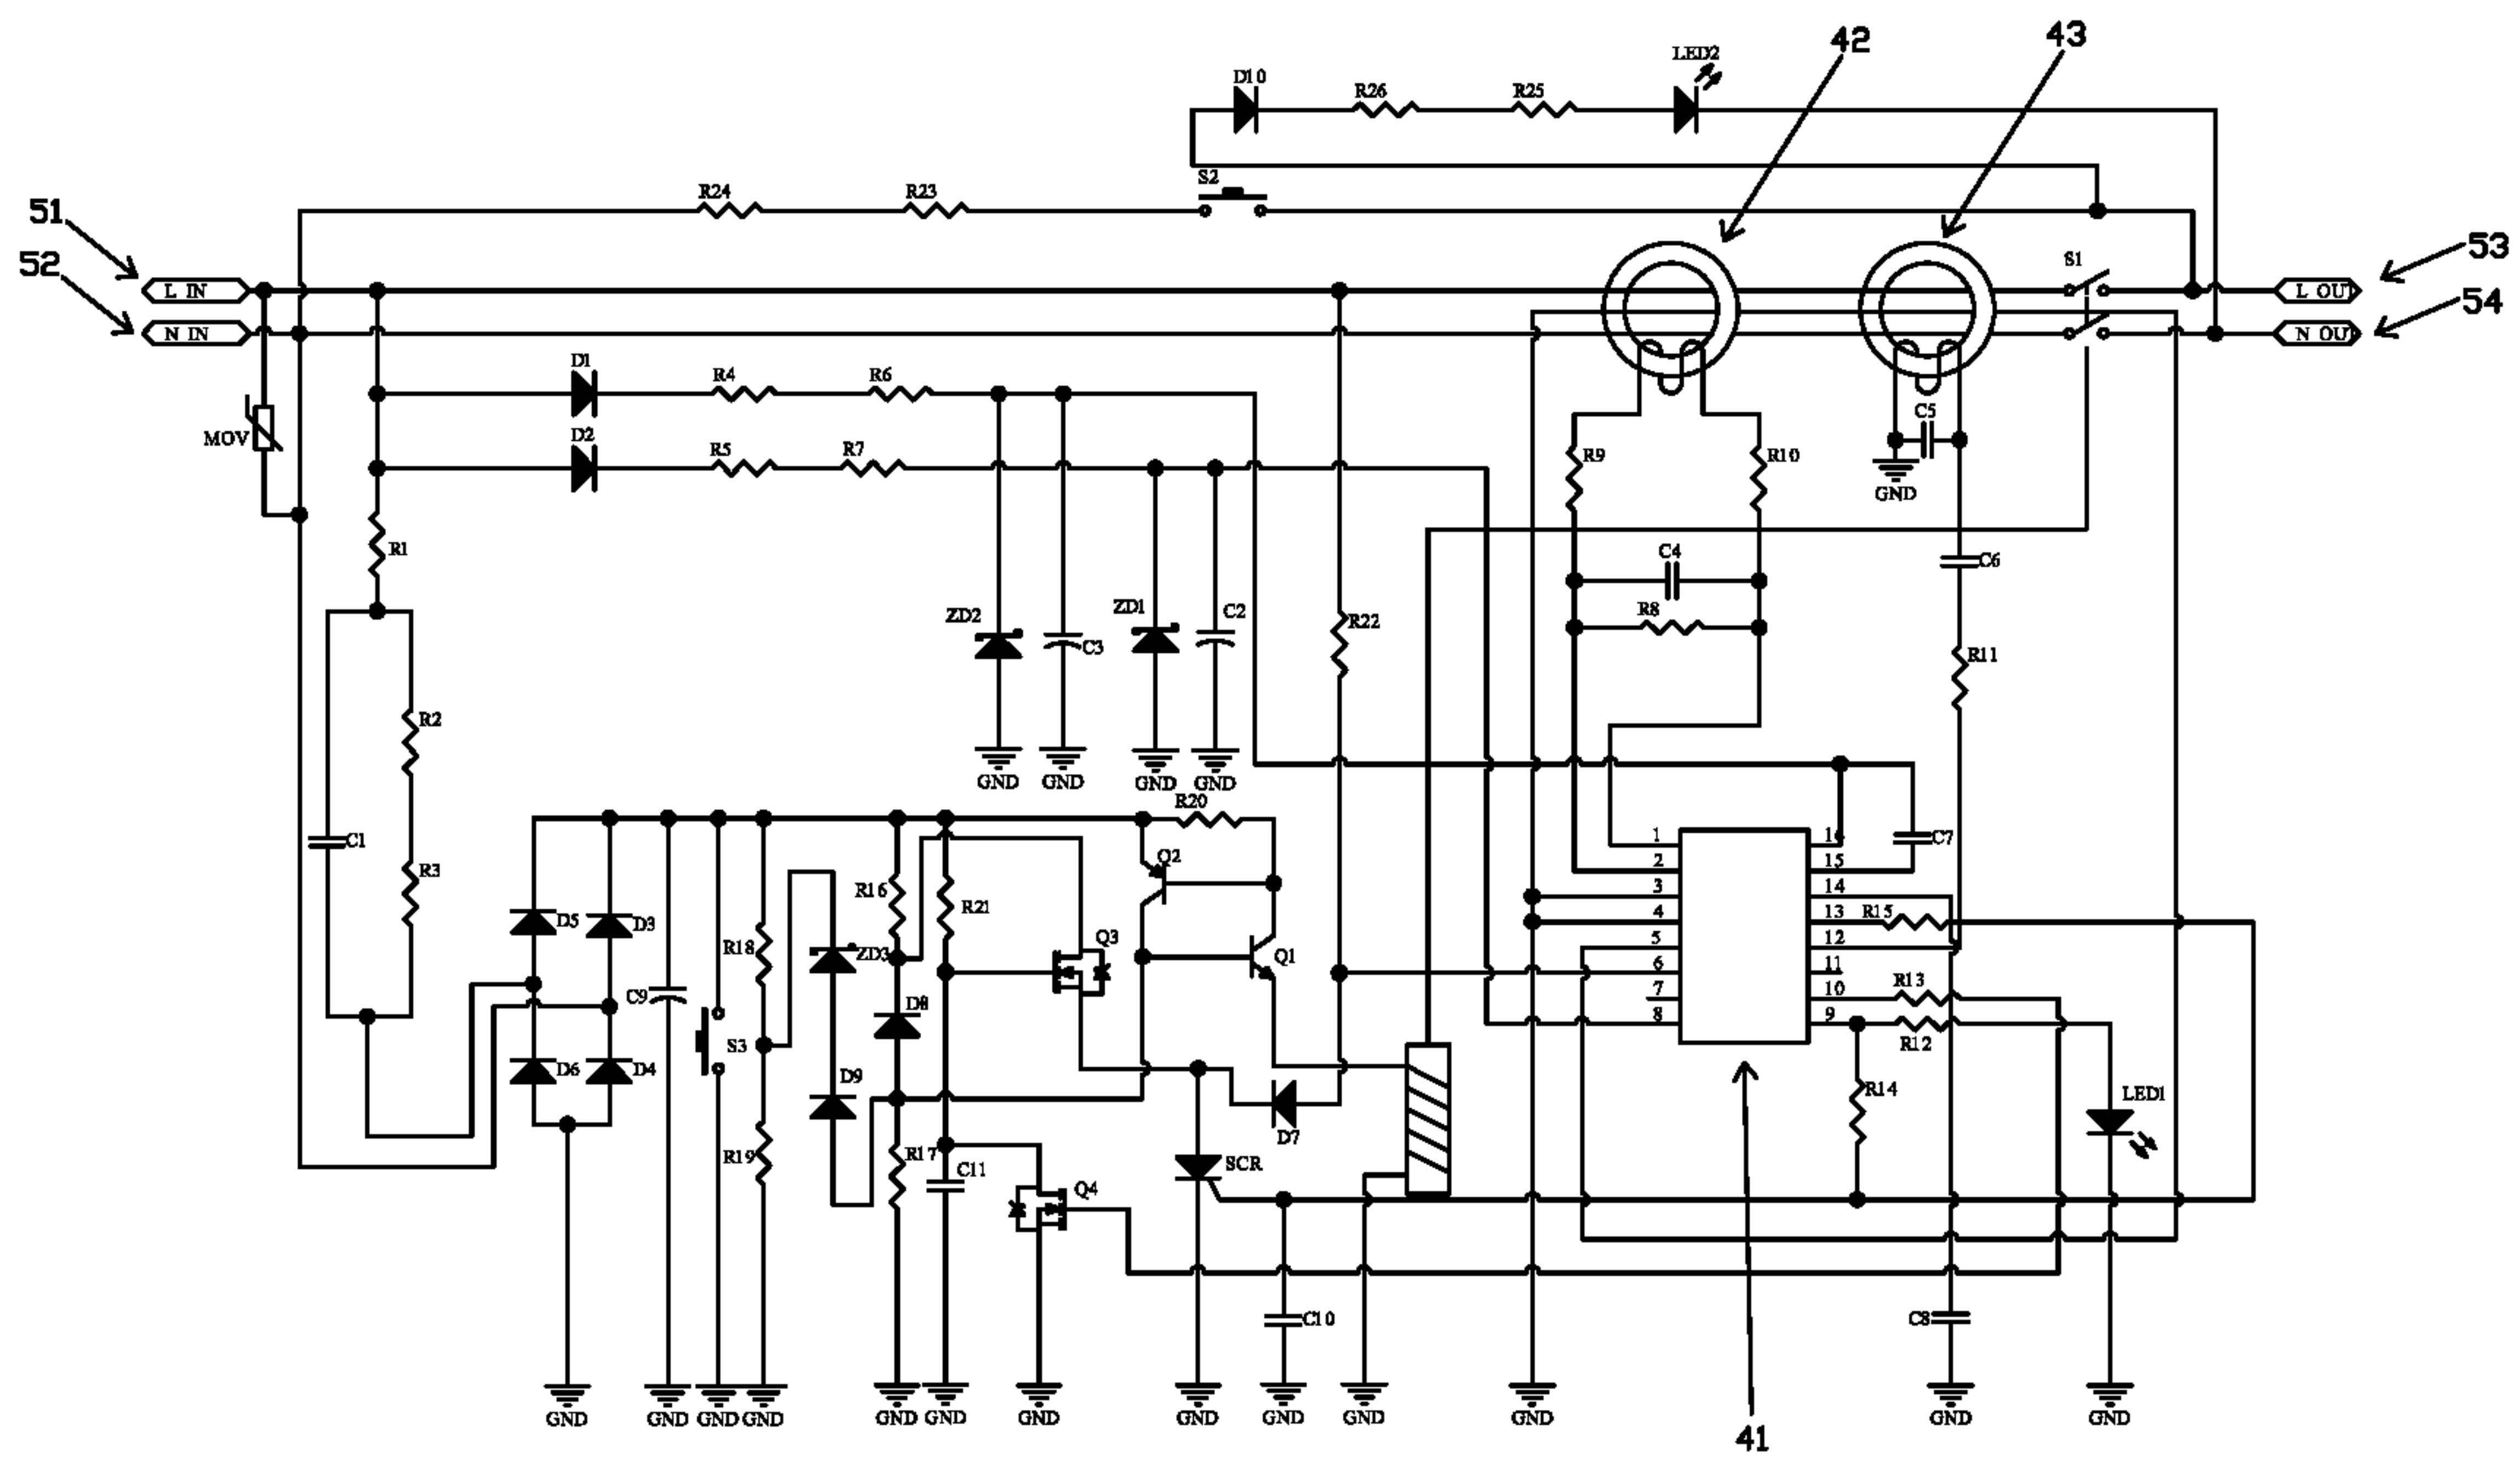 42
43
LED2
D10
R26
R25
S2
R24
R23
51
53
S1
L IN
L OUT
52
54
N IN
N OUT
D1
R4
R6
C5
MOV
D2
R5
R7
R9
R10
GND
R1
C4
R8
C6
ZD2
ZD1
C2
R22
C3
R11
R2
GND
GND
GND
GND
R20
C1
1
16
C7
Q2
2
15
R3
R16
3
14
R21
4
13
R15
D5
D3
R18
ZD3
Q3
Q1
5
12
6
11
C9
D8
7
10
R13
S3
8
9
R12
D6
D4
D9
R14
LED1
D7
R19
R17
C11
SCR
Q4
C10
C8
GND
GND
GND
GND
GND
GND
GND
GND
GND
GND
GND
GND
GND
41